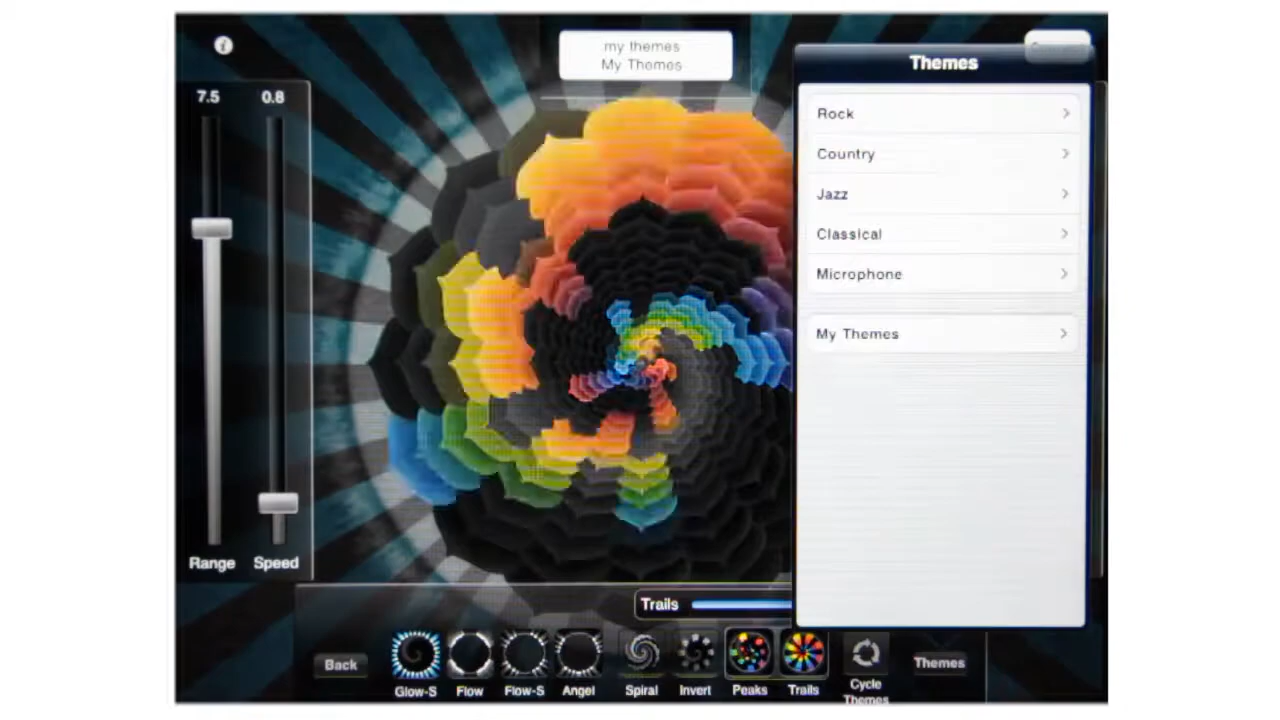 my themes
My Themes
Themes
7.5 0.8
Rock
Country
Jazz
Classical
Microphone
My Themes
Range Speed
Trails
Back
Glow-S Flow Flow-S Angel Spiral Invert Peaks Trails Cycle Themes
Themes